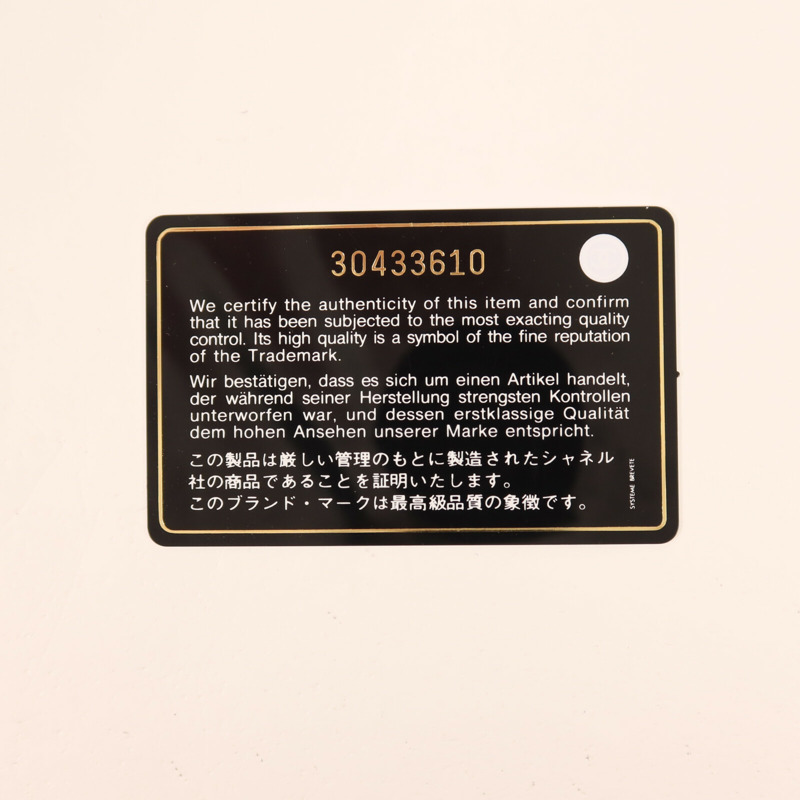 30433610
We certify the authenticity of this item and confirm
that it has been subjected to the most exacting quality
control. Its high quality is a symbol of the fine reputation
of the Trademark.
Wir bestätigen, dass es sich um einen Artikel handelt,
der während seiner Herstellung strengsten Kontrollen
unterworfen war, und dessen erstklassige Qualität
dem hohen Ansehen unserer Marke entspricht.
この製品は厳しい管理のもとに製造されたシャネル
社の商品であることを証明いたします。
このブランド・マークは最高級品質の象徴です。
SYSTEME BREVETE